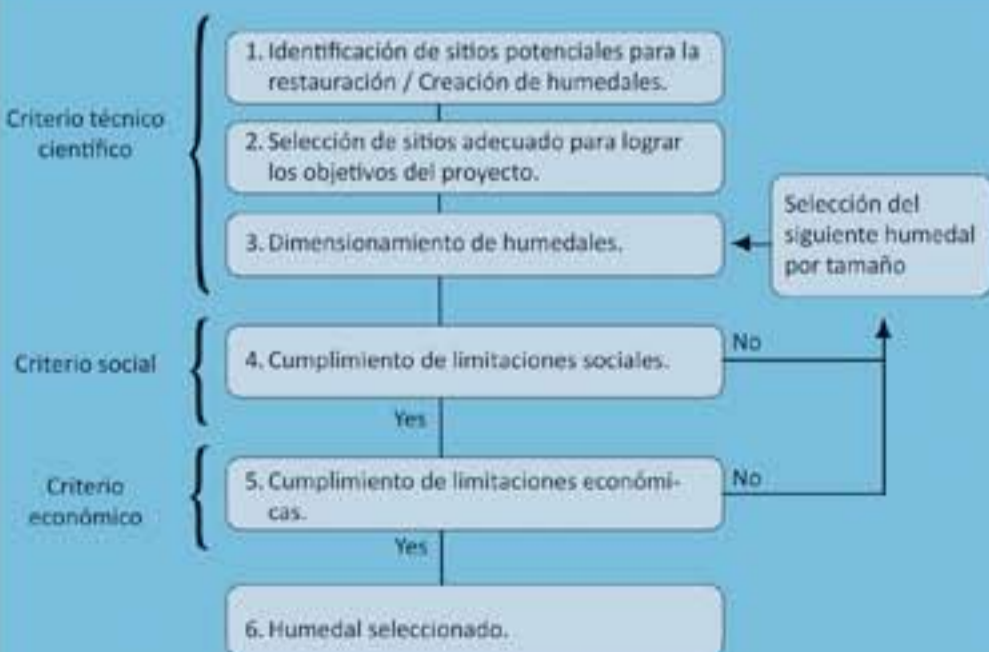 Criterio técnico
científico
1. Identificación de sitios potenciales para la
restauración / Creación de humedales.
2. Selección de sitios adecuado para lograr
los objetivos del proyecto.
3. Dimensionamiento de humedales.
Selección del
siguiente humedal
por tamaño
Criterio social
4. Cumplimiento de limitaciones sociales.
No
Yes
Criterio
económico
5. Cumplimiento de limitaciones económi-
cas.
No
Yes
6. Humedal seleccionado.